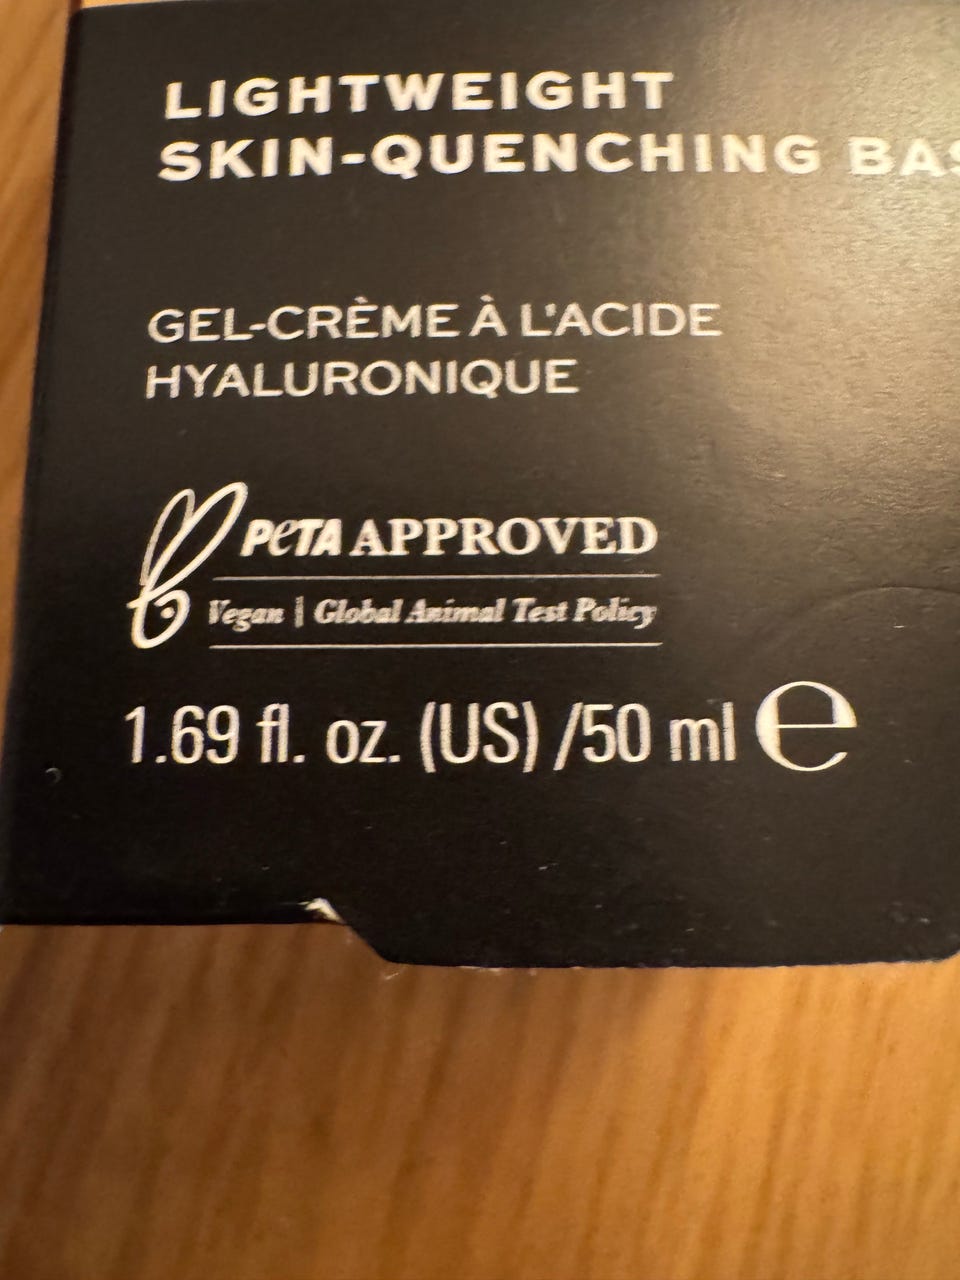 LIGHTWEIGHT
SKIN-QUENCHING
GEL-CRÈME À L'ACIDE
HYALURONIQUE
PETA APPROVED
Vegan | Global Animal Test Policy
1.69 fl. oz. (US) /50 ml e